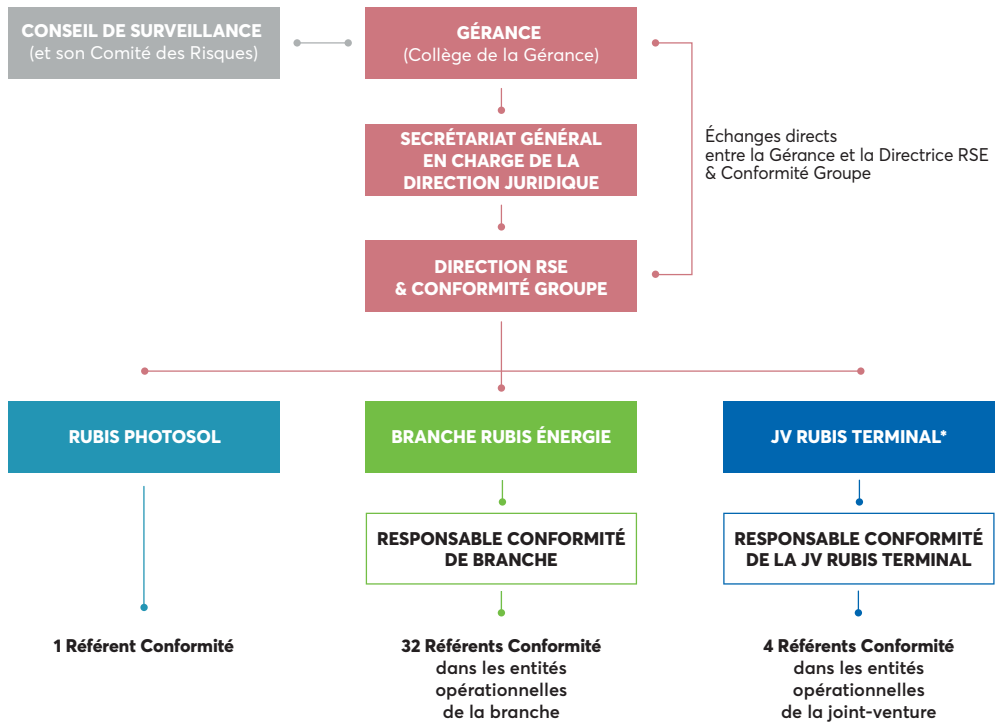 CONSEIL DE SURVEILLANCE
(et son Comité des Risques)
GÉRANCE
(Collège de la Gérance)
SECRÉTARIAT GÉNÉRAL
EN CHARGE DE LA
DIRECTION JURIDIQUE
Échanges directs
entre la Gérance et la Directrice RSE
& Conformité Groupe
DIRECTION RSE
& CONFORMITÉ GROUPE
RUBIS PHOTOSOL
BRANCHE RUBIS ÉNERGIE
JV RUBIS TERMINAL*
RESPONSABLE CONFORMITÉ
DE BRANCHE
RESPONSABLE CONFORMITÉ
DE LA JV RUBIS TERMINAL
1 Référent Conformité
32 Référents Conformité
dans les entités
opérationnelles
de la branche
4 Référents Conformité
dans les entités
opérationnelles
de la joint-venture